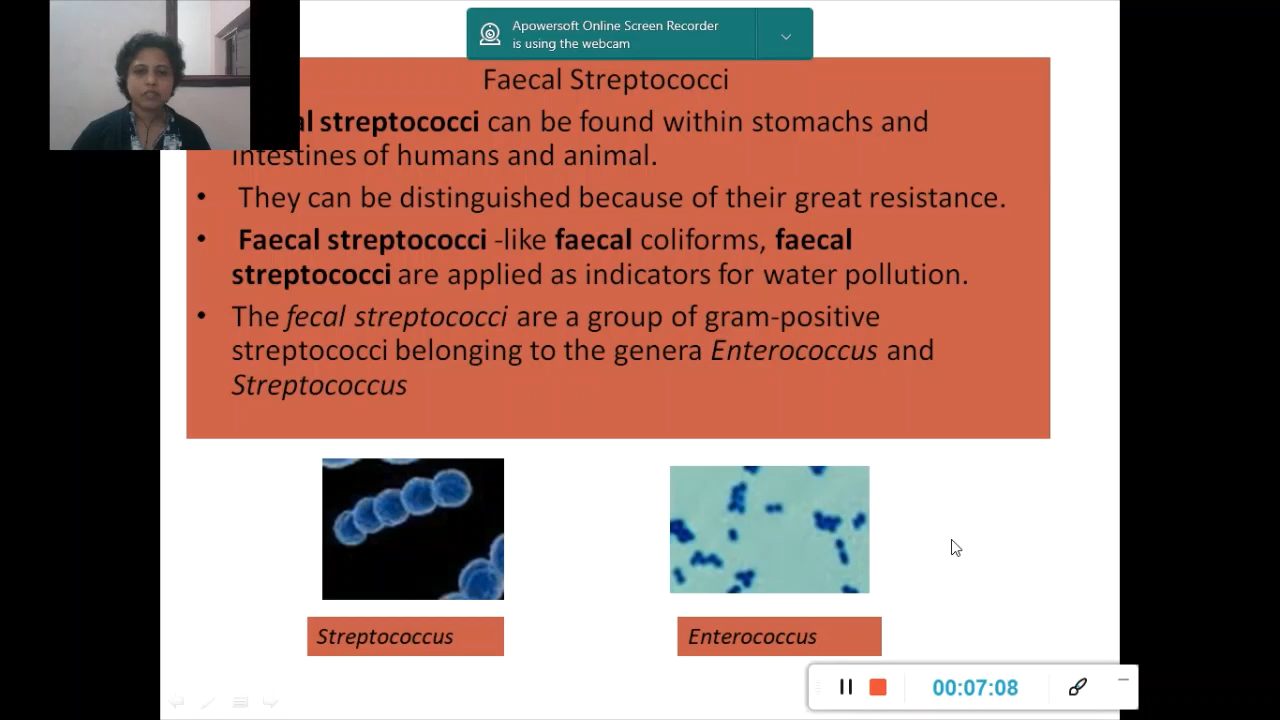 Apowersoft Online Screen Recorder
is using the webcam
Faecal Streptococci
al streptococci can be found within stomachs and
intestines of humans and animal.
• They can be distinguished because of their great resistance.
• Faecal streptococci -like faecal coliforms, faecal
streptococci are applied as indicators for water pollution.
• The fecal streptococci are a group of gram-positive
streptococci belonging to the genera Enterococcus and
Streptococcus
Streptococcus
Enterococcus
00:07:08